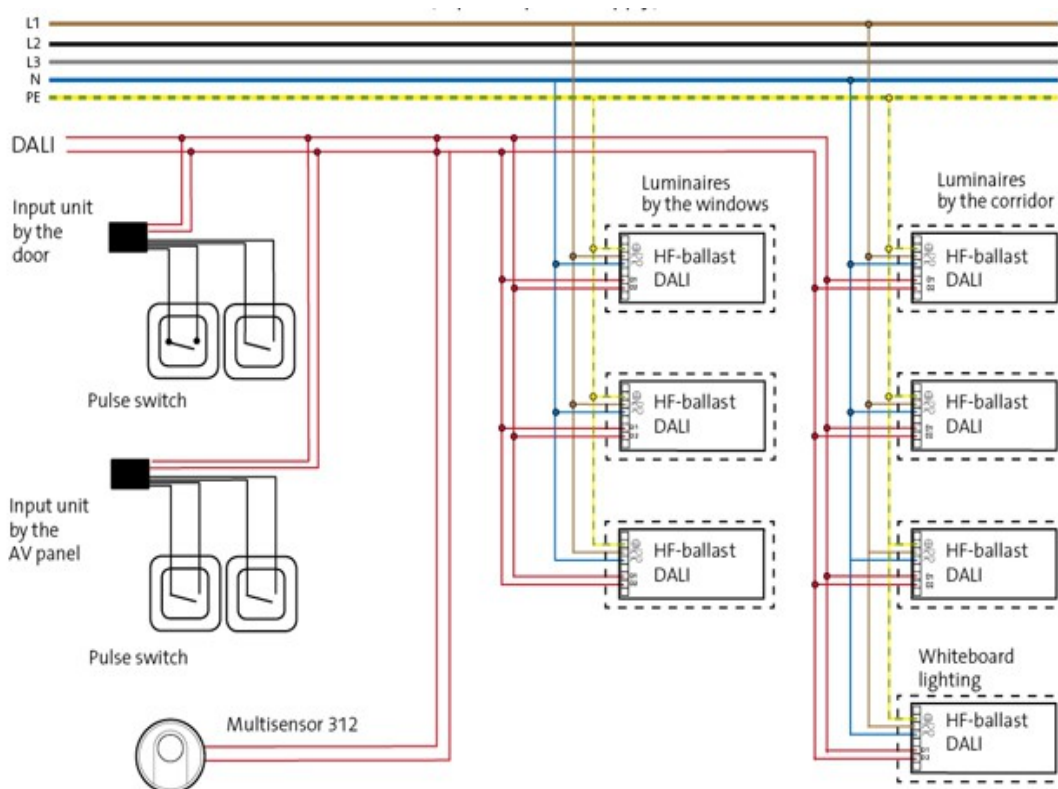 L1
L2
L3
N
PE
DALI
Input unit
by the
door
Pulse switch
Input unit
by the
AV panel
Pulse switch
Multisensor 312
Luminaires
by the windows
HF-ballast
DALI
HF-ballast
DALI
HF-ballast
DALI
Luminaires
by the corridor
HF-ballast
DALI
HF-ballast
DALI
HF-ballast
DALI
Whiteboard
lighting
HF-ballast
DALI